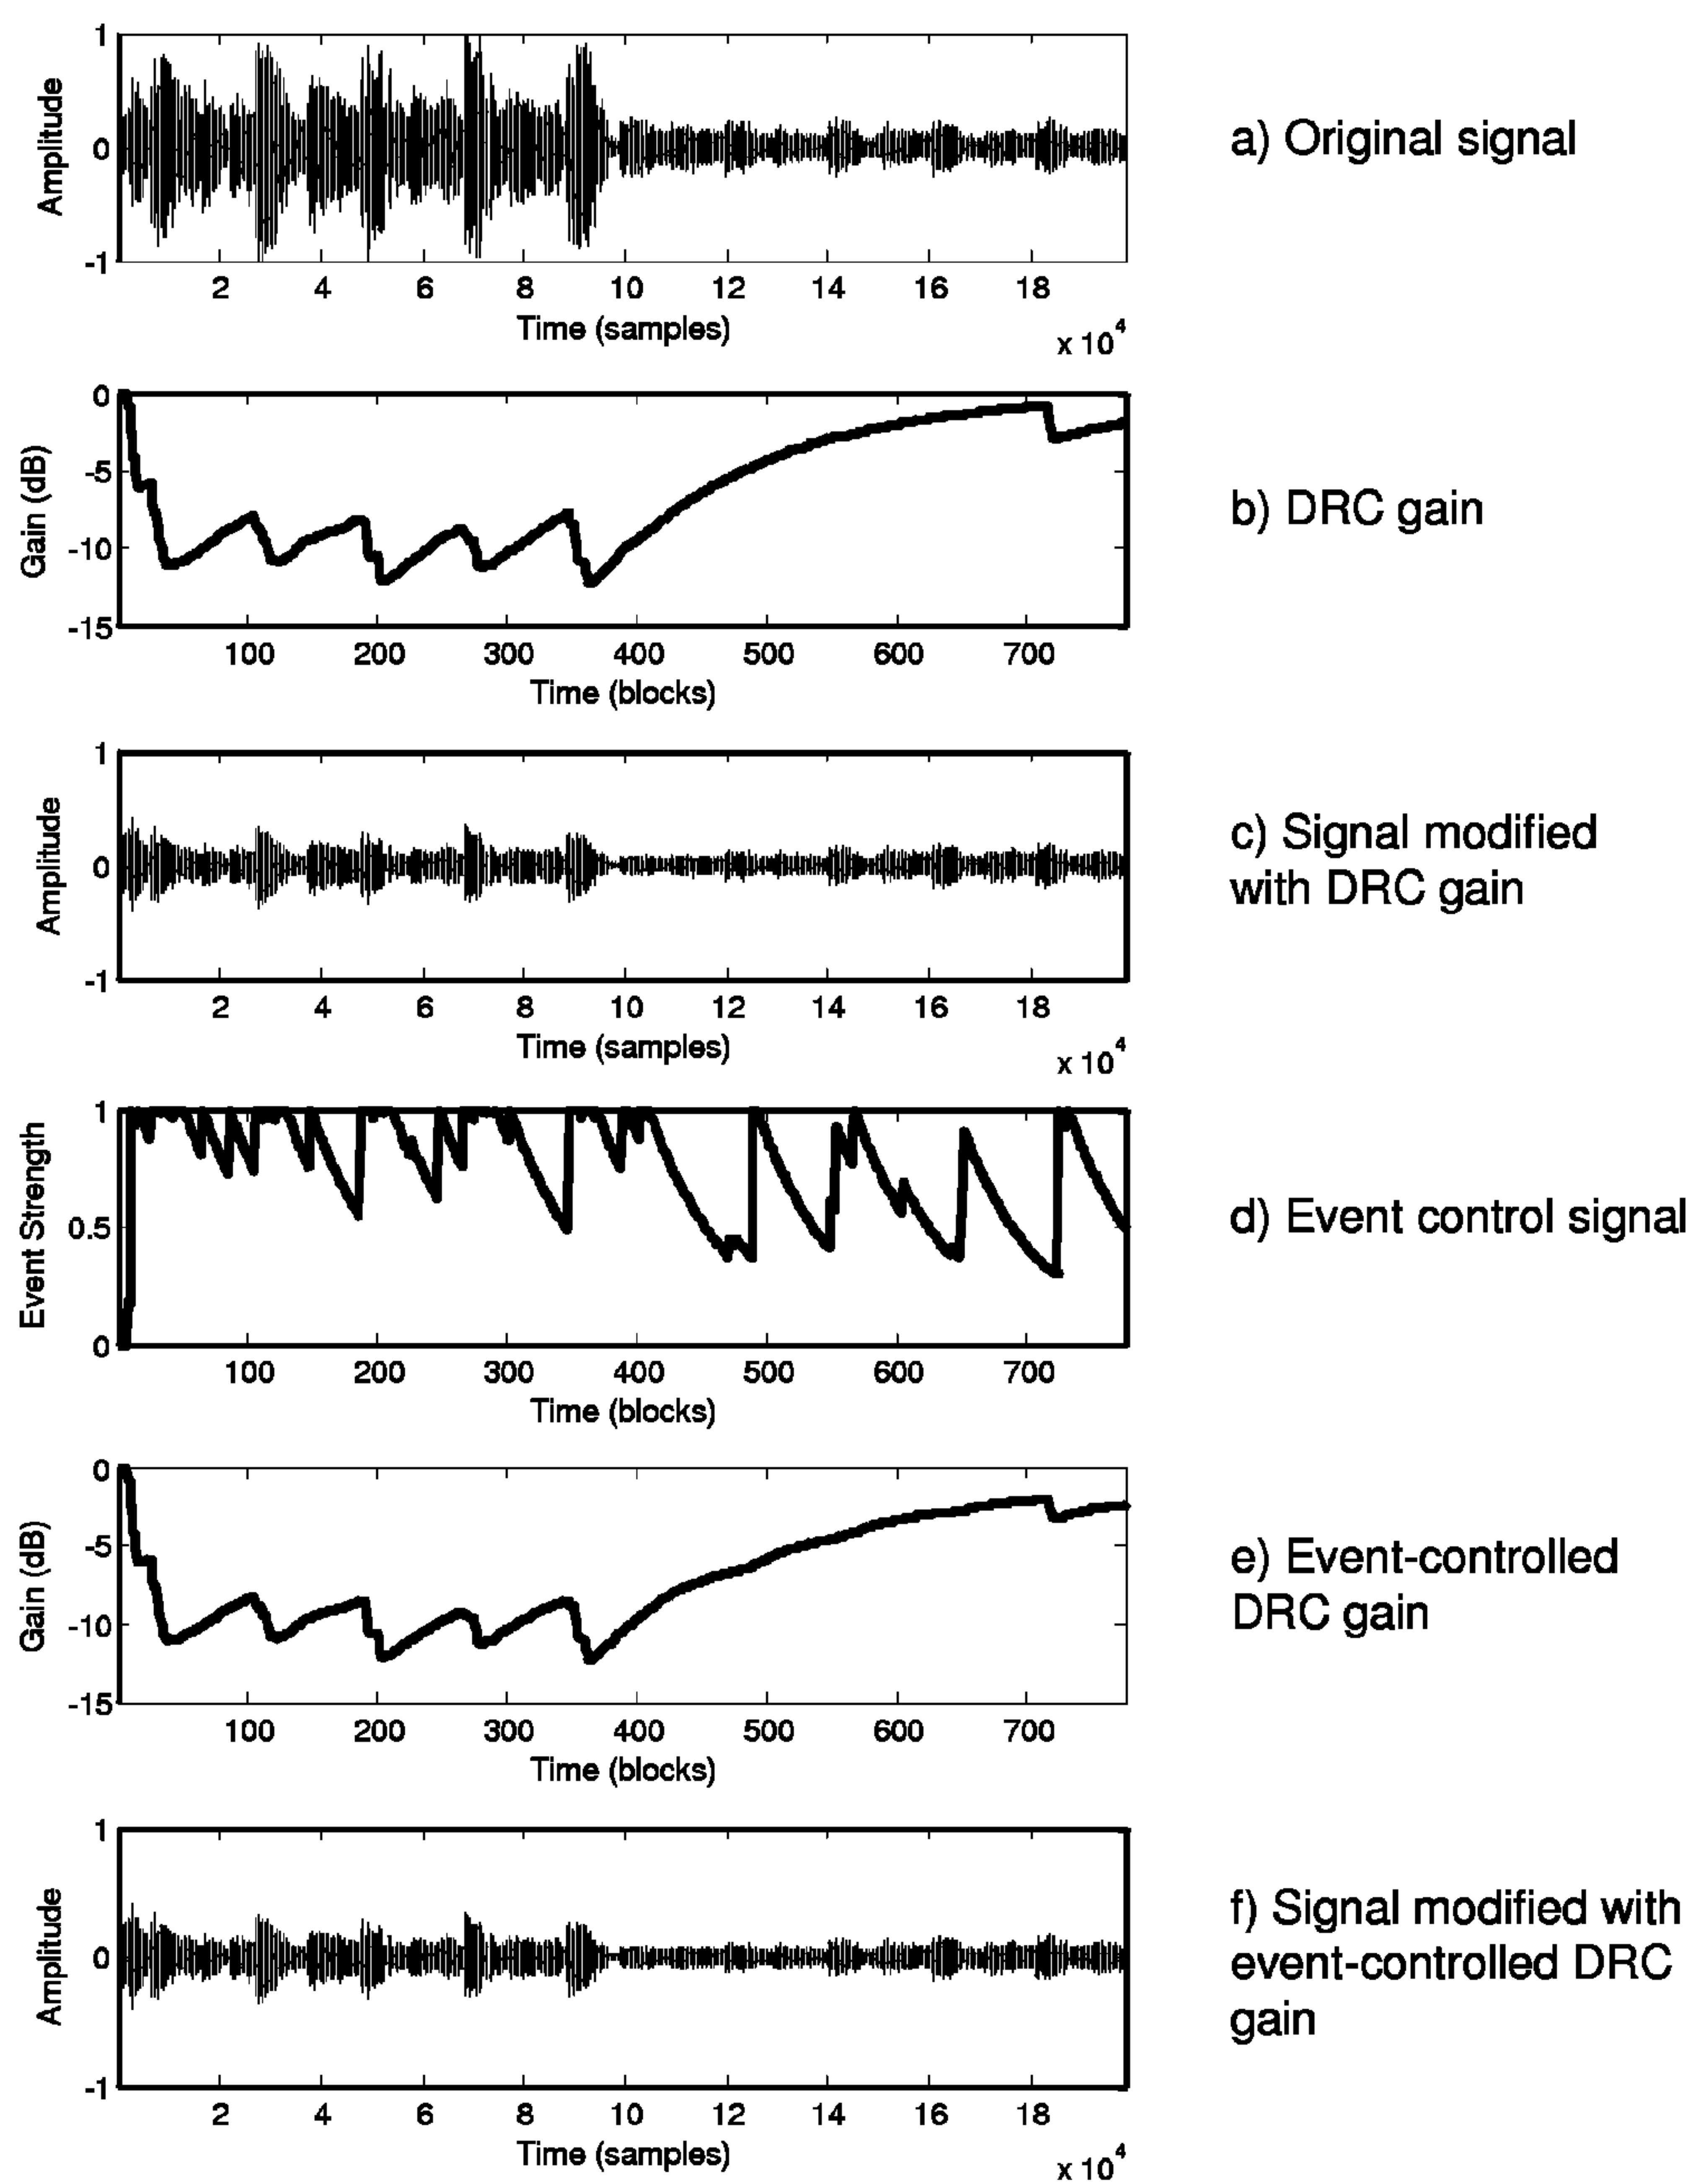 1
0
-1
Amplitude
2 4 6 8 10 12 14 16 18
Time (samples)
x 10^4
a) Original signal
0
-5
-10
-15
Gain (dB)
100 200 300 400 500 600 700
Time (blocks)
b) DRC gain
1
0
-1
Amplitude
2 4 6 8 10 12 14 16 18
Time (samples)
x 10^4
c) Signal modified
with DRC gain
1
0.5
0
Event Strength
100 200 300 400 500 600 700
Time (blocks)
d) Event control signal
0
-5
-10
-15
Gain (dB)
100 200 300 400 500 600 700
Time (blocks)
e) Event-controlled
DRC gain
1
0
-1
Amplitude
2 4 6 8 10 12 14 16 18
Time (samples)
x 10^4
f) Signal modified with
event-controlled DRC
gain